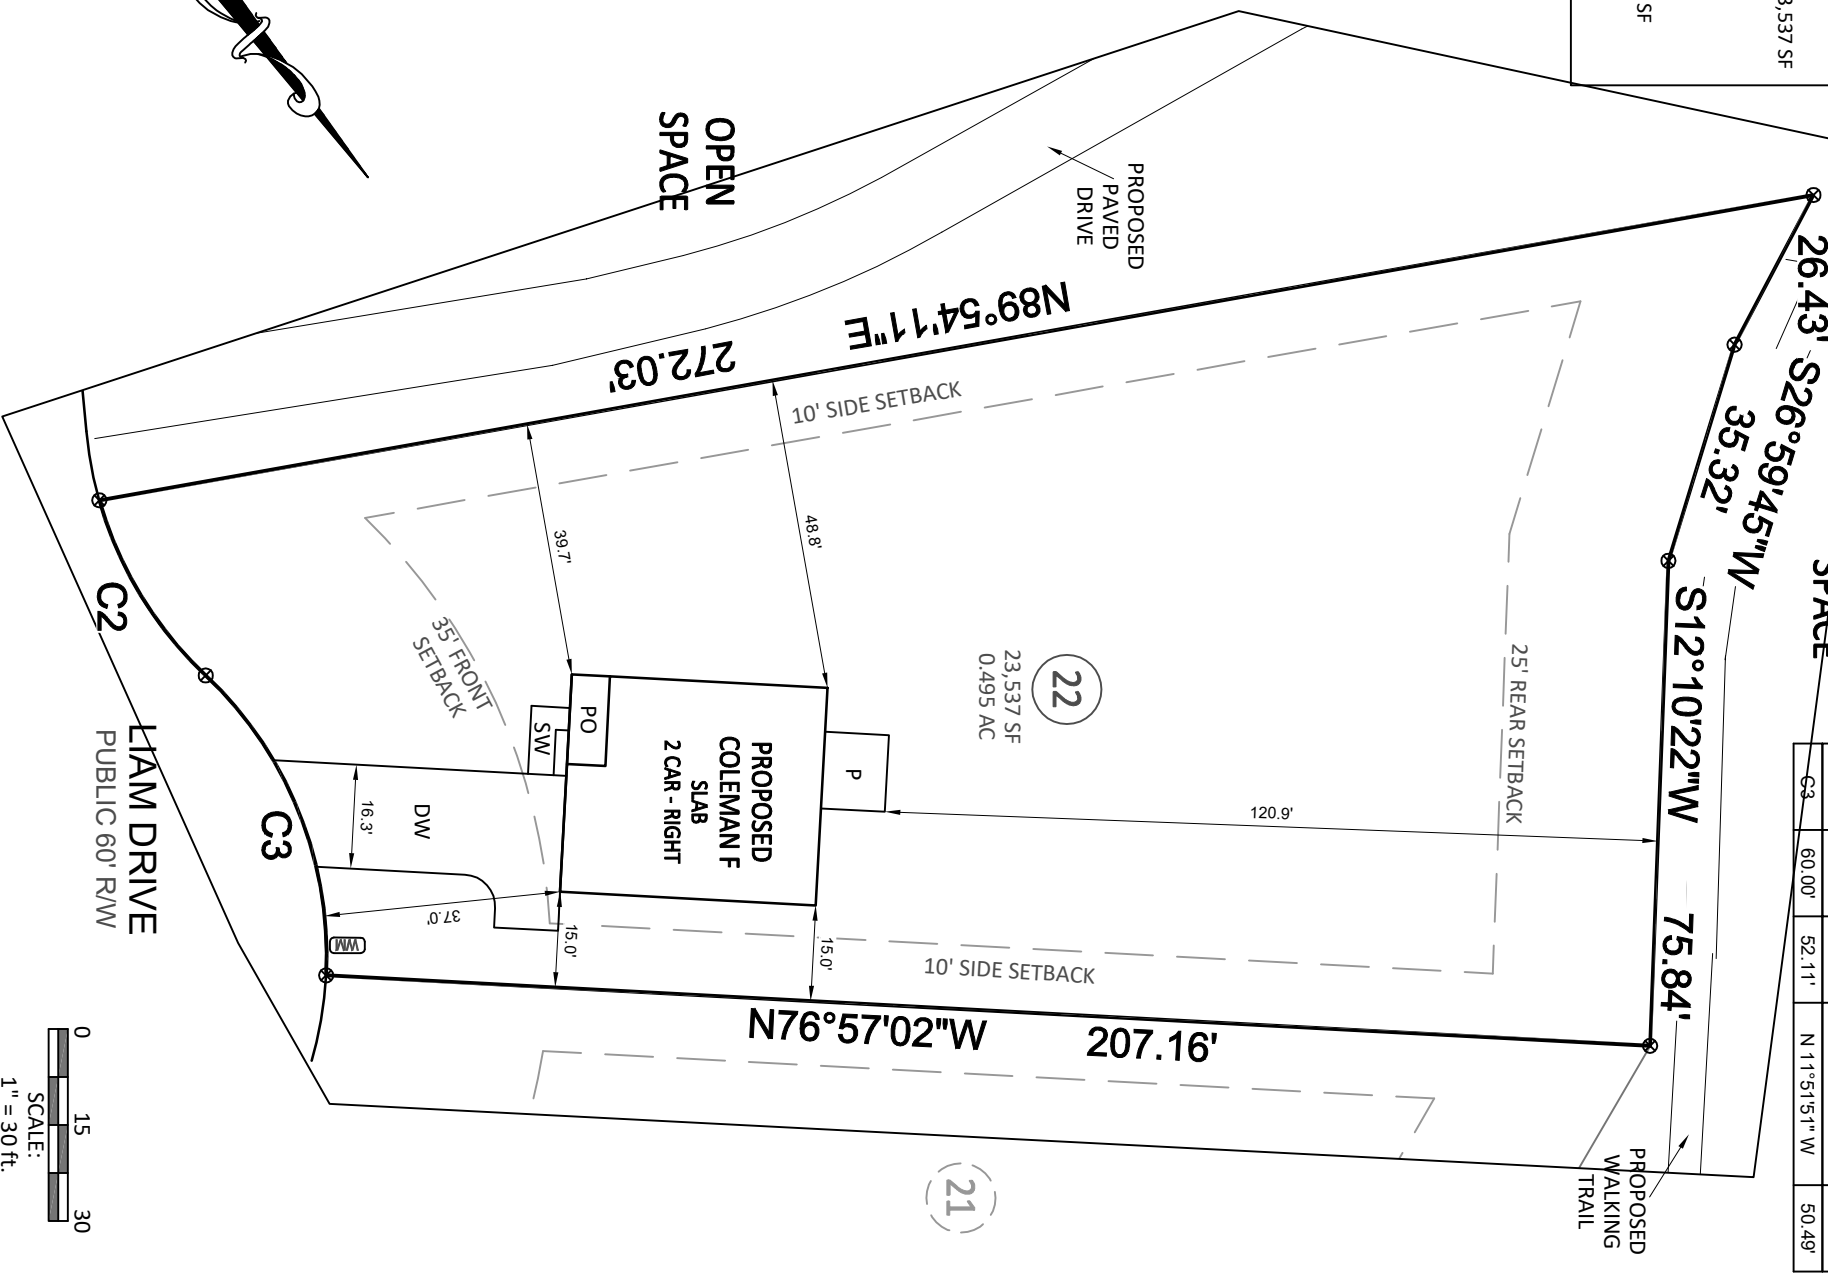 3,537 SF
SF
OPEN
SPACE
PROPOSED
PAVED
DRIVE
N89°54'11"E
272.03'
26.43'
S26°59'45"W
35.32'
SPACE
S12°10'22"W
75.84'
C3
60.00'
52.11'
N 11°51'51" W
50.49'
10' SIDE SETBACK
25' REAR SETBACK
35' FRONT
SETBACK
10' SIDE SETBACK
39.7'
48.8'
22
23,537 SF
0.495 AC
120.9'
PO
SW
PROPOSED
COLEMAN F
SLAB
2 CAR - RIGHT
P
DW
16.3'
37.0'
15.0'
15.0'
WM
C2
C3
LIAM DRIVE
PUBLIC 60' R/W
N76°57'02"W
207.16'
PROPOSED
WALKING
TRAIL
21
0 15 30
SCALE:
1" = 30 ft.